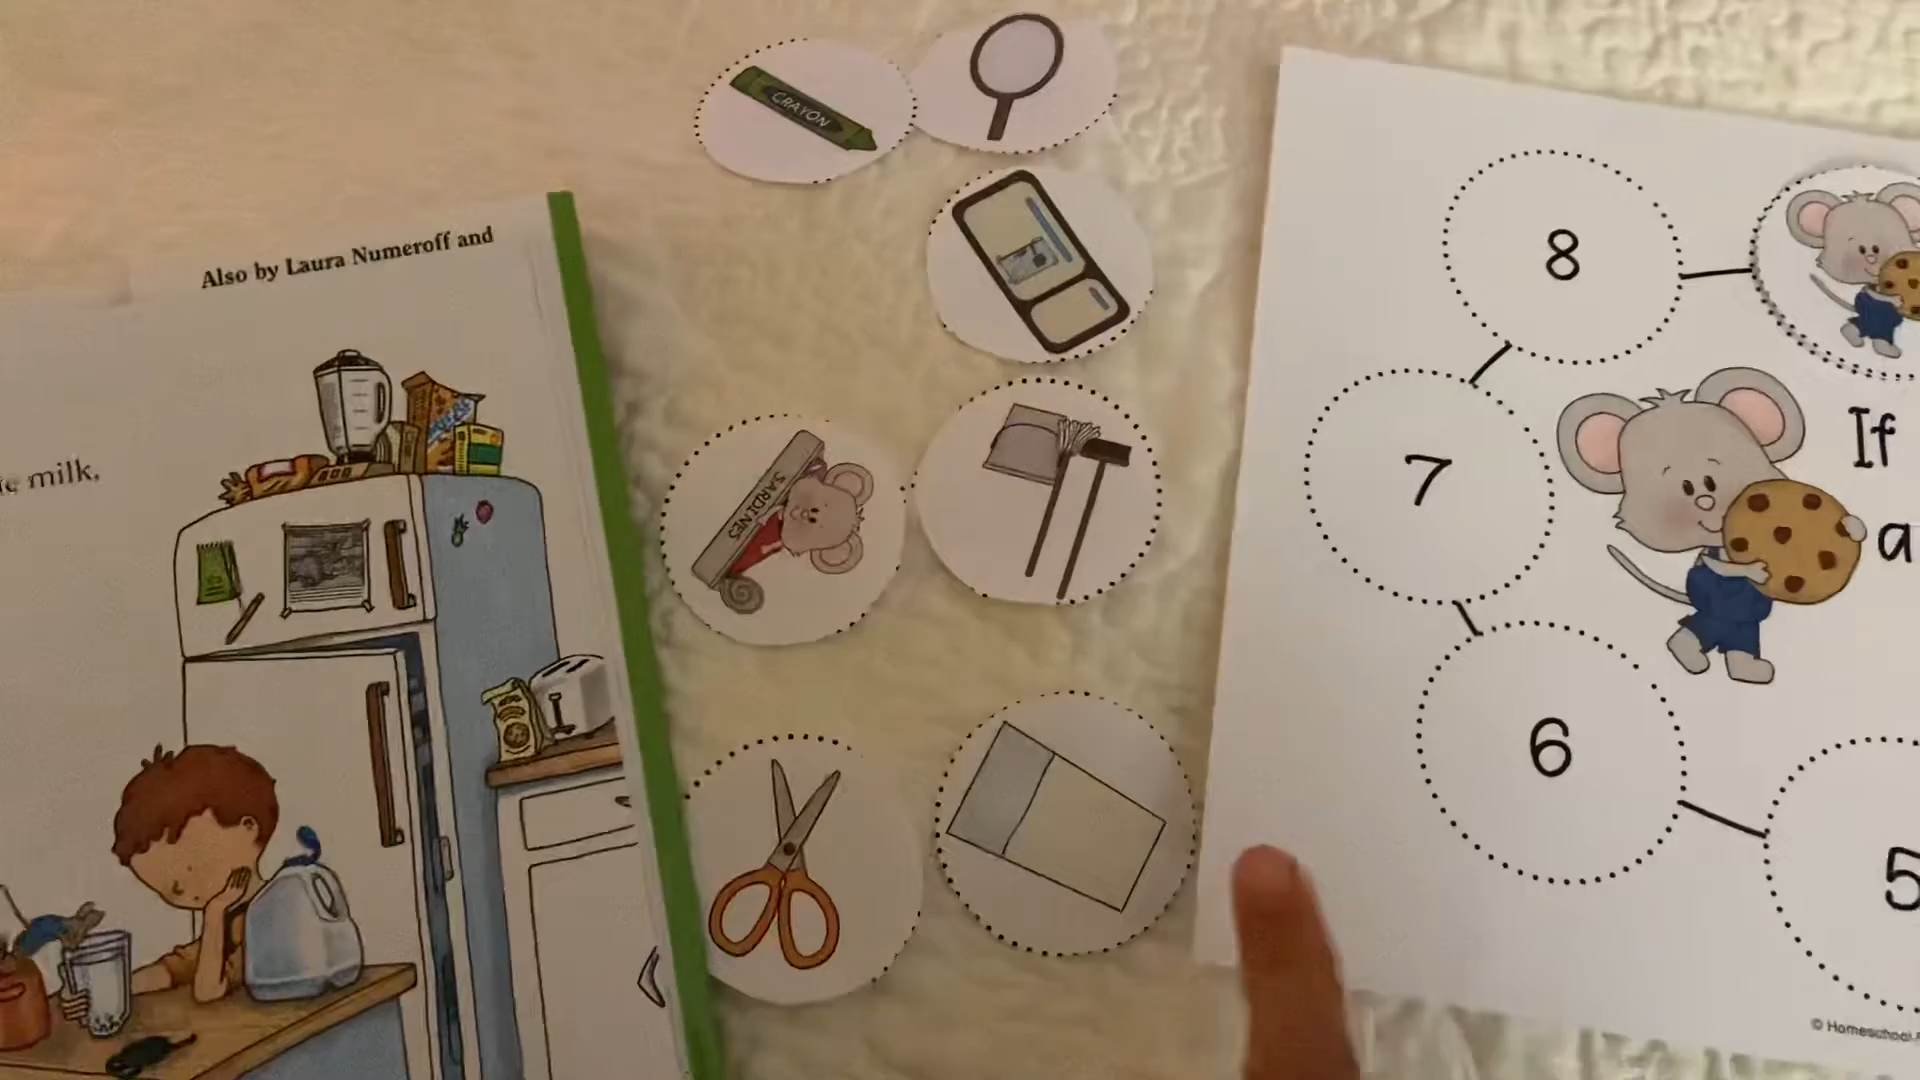 Also by Laura Numeroff and
milk,
CRAYON
SARDINES
8
7
6
5
If
a
© Homeschool